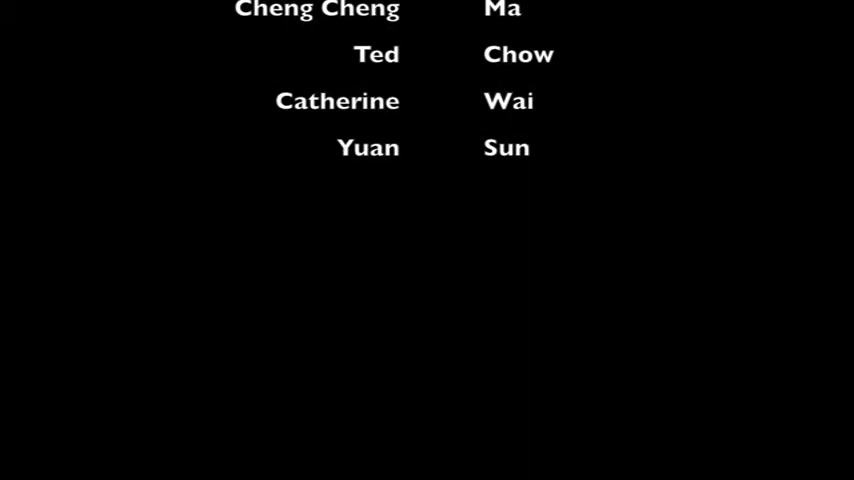 Cheng Cheng Ma
Ted Chow
Catherine Wai
Yuan Sun